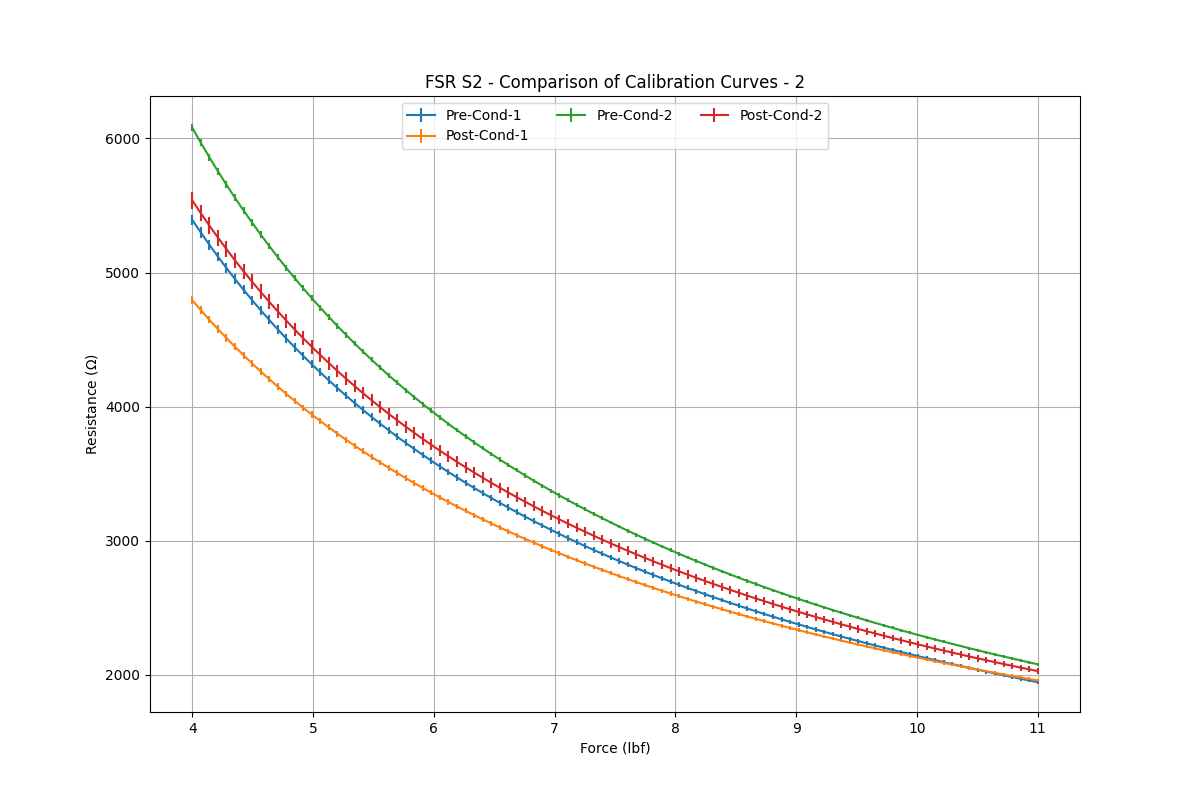 FSR S2 - Comparison of Calibration Curves - 2
Pre-Cond-1
Post-Cond-1
Pre-Cond-2
Post-Cond-2
Resistance (Ω)
6000
5000
4000
3000
2000
4 5 6 7 8 9 10 11
Force (lbf)